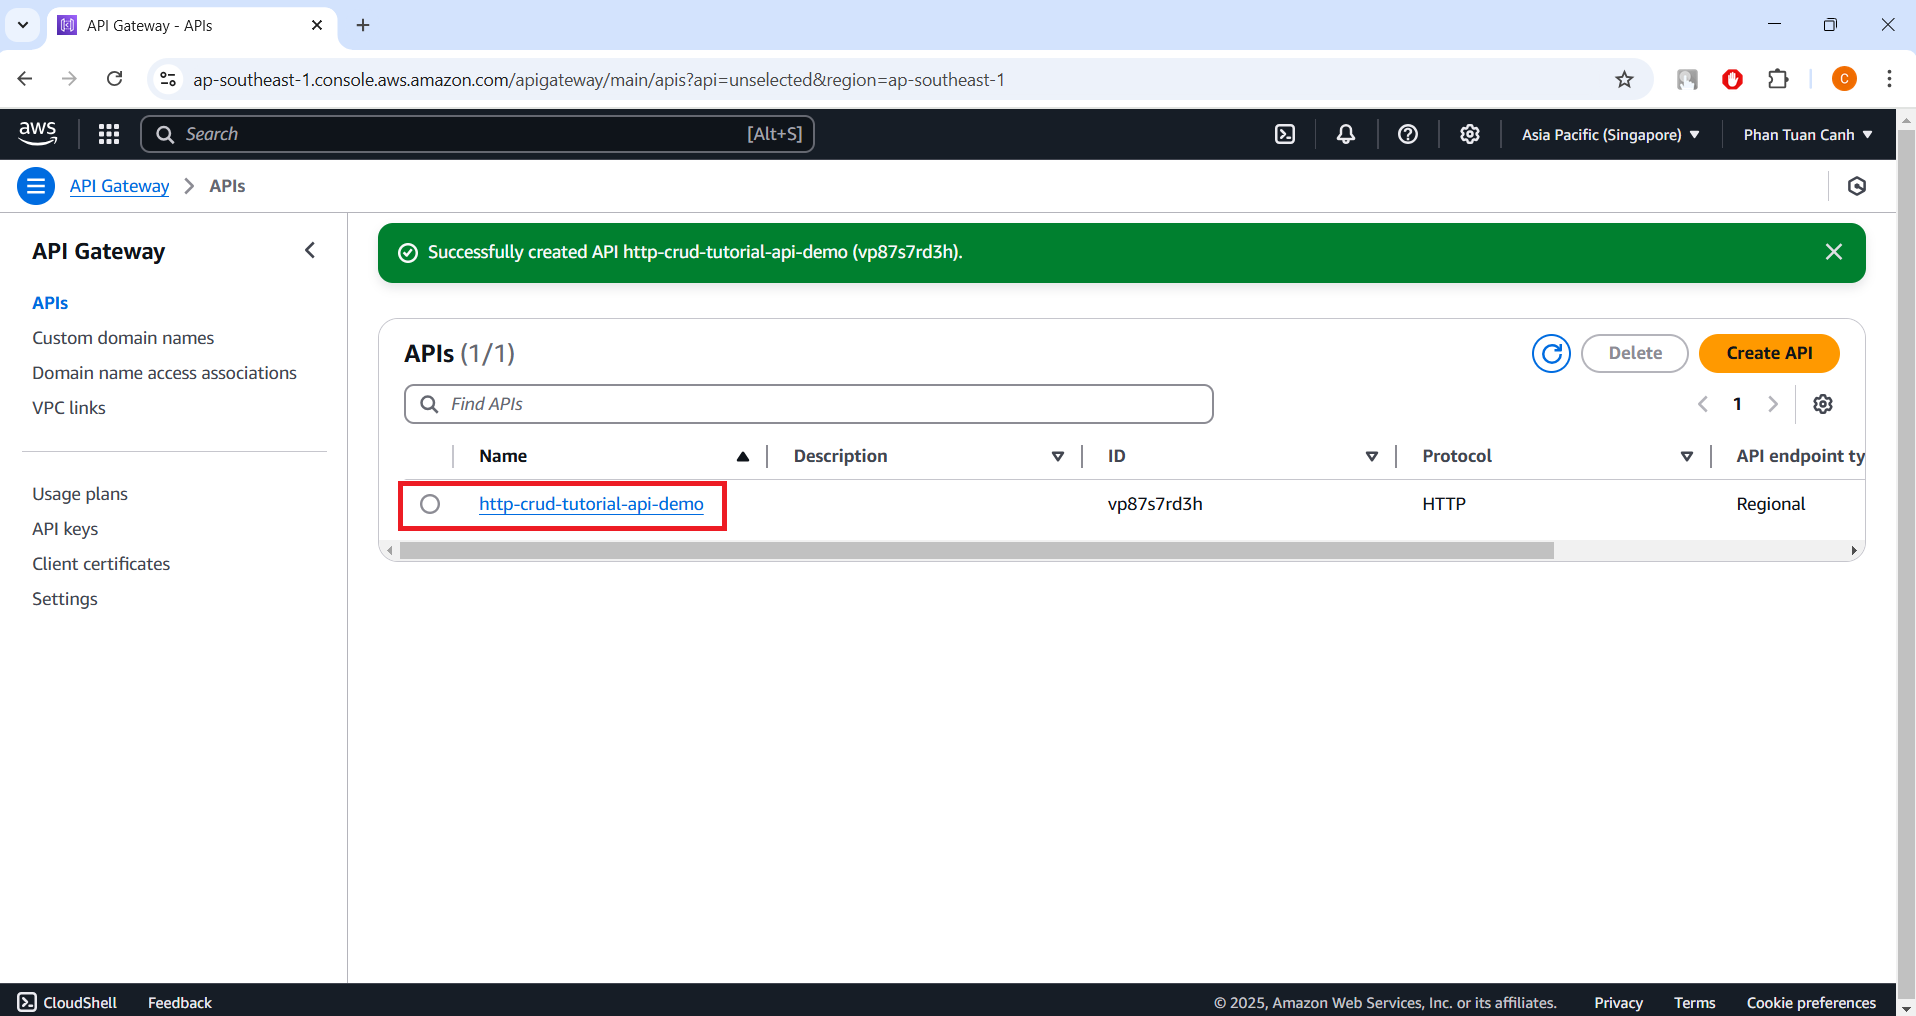 API Gateway - APIs
ap-southeast-1.console.aws.amazon.com/apigateway/main/apis?api=unselected&region=ap-southeast-1
C
aws
Search
[Alt+S]
Asia Pacific (Singapore)
Phan Tuan Canh
API Gateway
APIs
API Gateway
APIs
Custom domain names
Domain name access associations
VPC links
Usage plans
API keys
Client certificates
Settings
Successfully created API http-crud-tutorial-api-demo (vp87s7rd3h).
APIs (1/1)
Delete
Create API
Find APIs
1
Name
Description
ID
Protocol
API endpoint ty
http-crud-tutorial-api-demo
vp87s7rd3h
HTTP
Regional
CloudShell
Feedback
© 2025, Amazon Web Services, Inc. or its affiliates.
Privacy
Terms
Cookie preferences